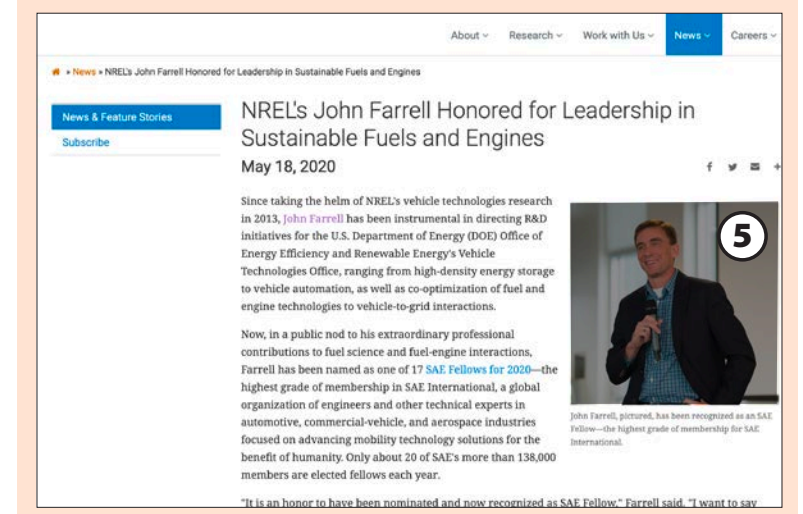 About Research Work with Us News Careers
» News » NREL's John Farrell Honored for Leadership in Sustainable Fuels and Engines
News & Feature Stories
Subscribe
NREL's John Farrell Honored for Leadership in
Sustainable Fuels and Engines
May 18, 2020
Since taking the helm of NREL's vehicle technologies research
in 2013, John Farrell has been instrumental in directing R&D
initiatives for the U.S. Department of Energy (DOE) Office of
Energy Efficiency and Renewable Energy's Vehicle
Technologies Office, ranging from high-density energy storage
to vehicle automation, as well as co-optimization of fuel and
engine technologies to vehicle-to-grid interactions.
Now, in a public nod to his extraordinary professional
contributions to fuel science and fuel-engine interactions,
Farrell has been named as one of 17 SAE Fellows for 2020—the
highest grade of membership in SAE International, a global
organization of engineers and other technical experts in
automotive, commercial-vehicle, and aerospace industries
focused on advancing mobility technology solutions for the
benefit of humanity. Only about 20 of SAE's more than 138,000
members are elected fellows each year.
"It is an honor to have been nominated and now recognized as SAE Fellow," Farrell said. "I want to say
5
John Farrell, pictured, has been recognized as an SAE
Fellow—the highest grade of membership for SAE
International.